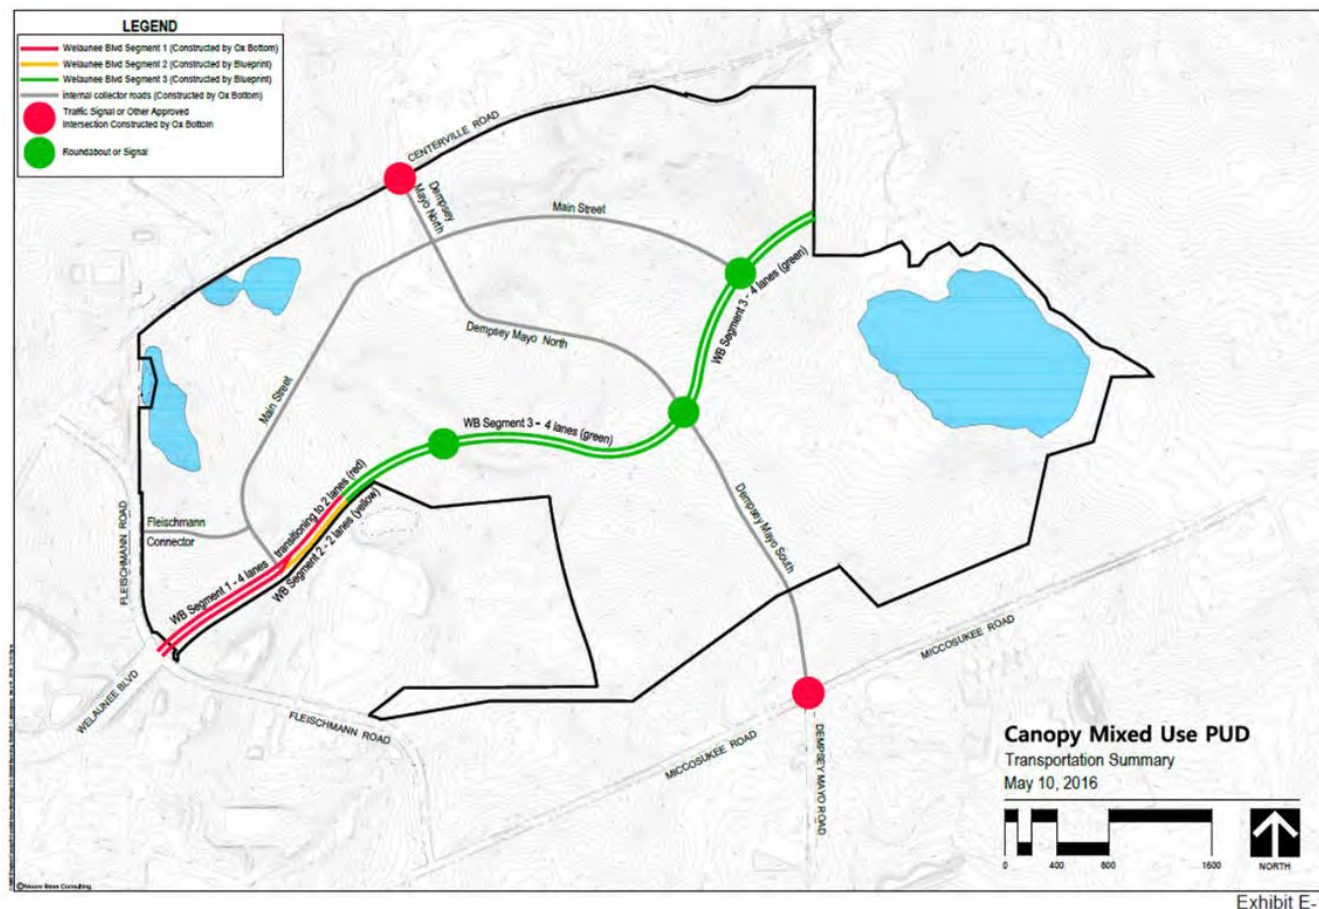 LEGEND
Welaunee Blvd Segment 1 (Constructed by Ox Bottom)
Welaunee Blvd Segment 2 (Constructed by Blueprint)
Welaunee Blvd Segment 3 (Constructed by Blueprint)
internal collector roads (Constructed by Ox Bottom)
Traffic Signal or Other Approved
Intersection Constructed by Ox Bottom
Roundabout or Signal
CENTERVILLE ROAD
Dempsey
Mayo North
Main Street
WB Segment 3 - 4 lanes (green)
Dempsey Mayo North
Main Street
WB Segment 3 - 4 lanes (green)
transitioning to 2 lanes (red)
WB Segment 2 - 2 lanes (yellow)
Dempsey Mayo South
FLEISCHMANN ROAD
Fleischmann
Connector
WB Segment 1 - 4 lanes
WELAUNEE BLVD
FLEISCHMANN ROAD
MICCOSUKEE ROAD
MICCOSUKEE ROAD
DEMPSEY MAYO ROAD
Canopy Mixed Use PUD
Transportation Summary
May 10, 2016
0 400 800 1600
NORTH
©Moore Bass Consulting
Exhibit E-